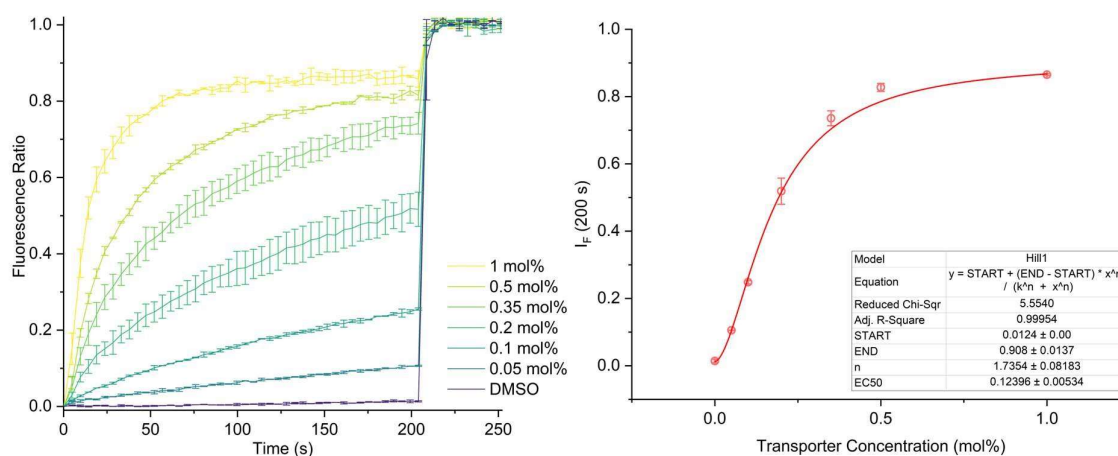 1.0
0.8
0.6
0.4
0.2
0.0
Fluorescence Ratio
0
50
100
150
200
250
Time (s)
1 mol%
0.5 mol%
0.35 mol%
0.2 mol%
0.1 mol%
0.05 mol%
DMSO
1.0
0.8
0.6
0.4
0.2
0.0
I_F (200 s)
0.0
0.5
1.0
Transporter Concentration (mol%)
Model Hill1
Equation y = START + (END - START) * x^n
/ (k^n + x^n)
Reduced Chi-Sqr 5.5540
Adj. R-Square 0.99954
START 0.0124 ± 0.00
END 0.908 ± 0.0137
n 1.7354 ± 0.08183
EC50 0.12396 ± 0.00534